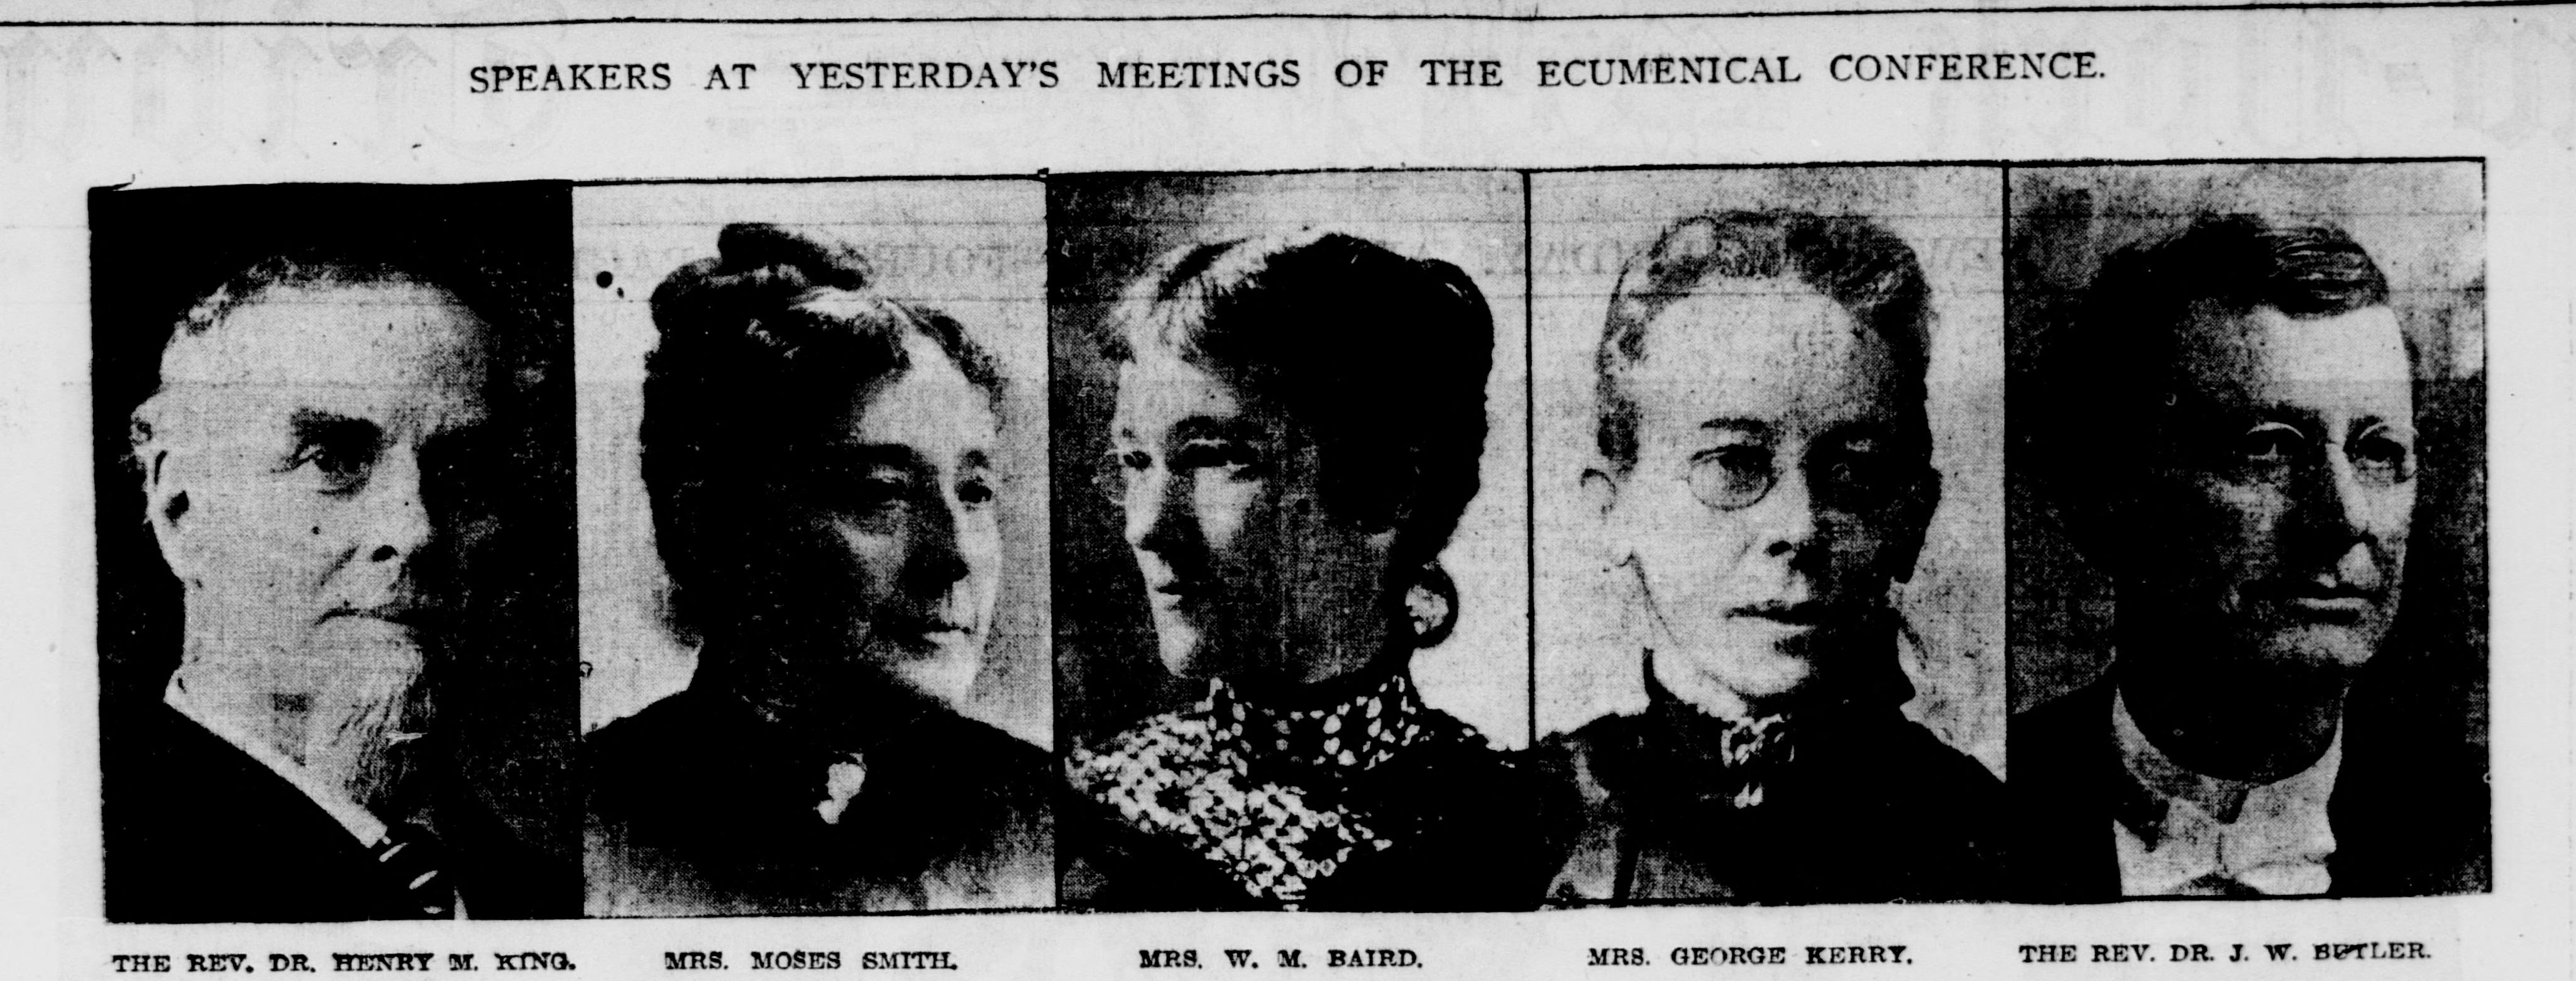 SPEAKERS AT YESTERDAY'S MEETINGS OF THE ECUMENICAL CONFERENCE.
THE REV. DR. HENRY M. KING. MRS. MOSES SMITH. MRS. W. M. BAIRD. MRS. GEORGE KERRY. THE REV. DR. J. W. BUTLER.